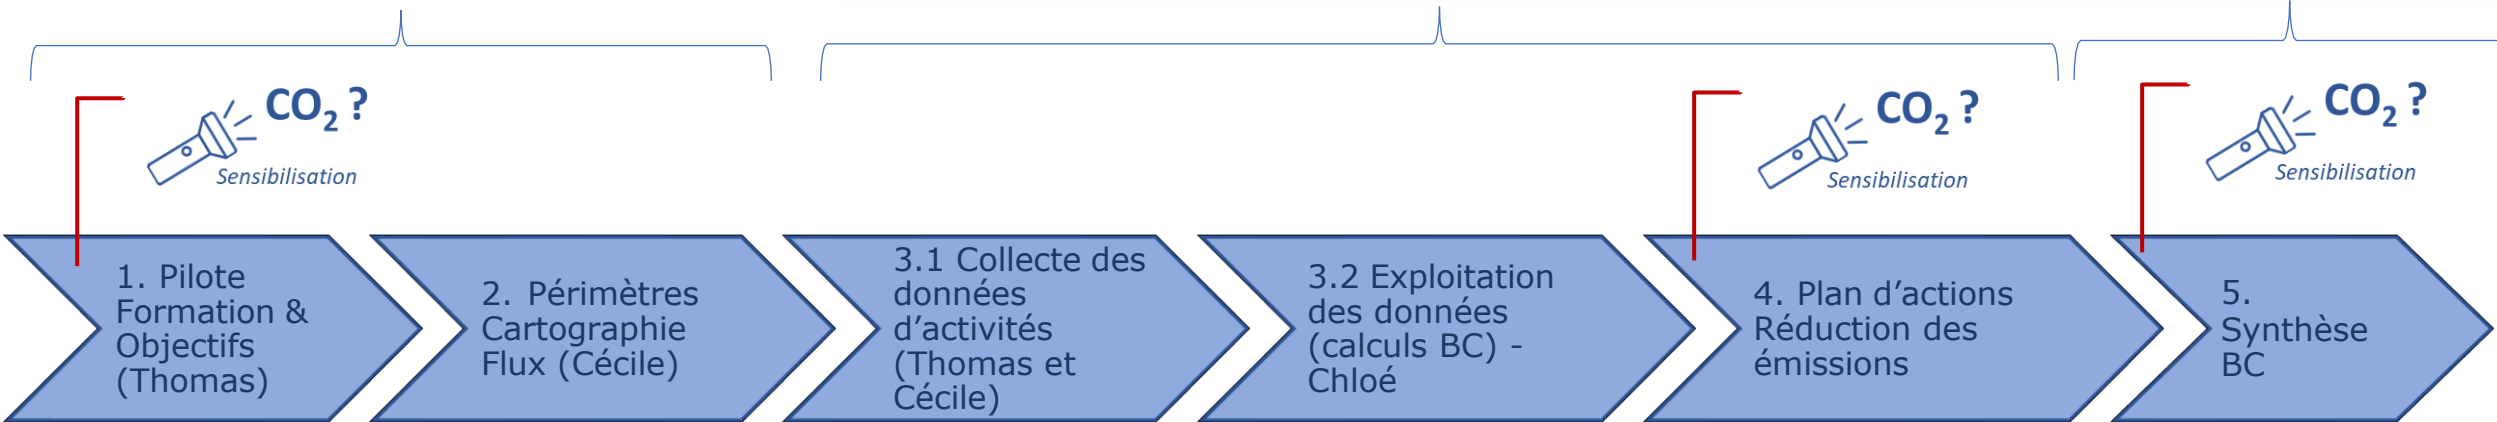 CO2 ?
Sensibilisation
CO2 ?
Sensibilisation
CO2 ?
Sensibilisation
1. Pilote
Formation &
Objectifs
(Thomas)
2. Périmètres
Cartographie
Flux (Cécile)
3.1 Collecte des
données
d’activités
(Thomas et
Cécile)
3.2 Exploitation
des données
(calculs BC) -
Chloé
4. Plan d’actions
Réduction des
émissions
5.
Synthèse
BC